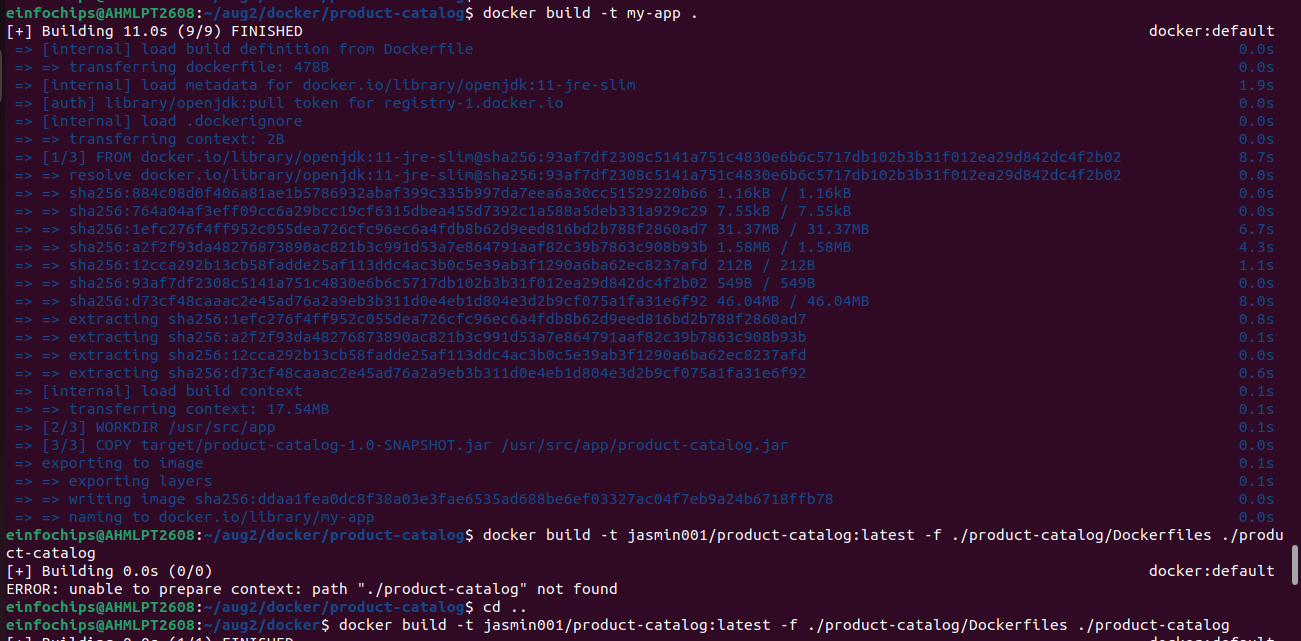 einfochips@AHMLPT2608:~/aug2/docker/product-catalog$ docker build -t my-app .
[+] Building 11.0s (9/9) FINISHED docker:default
=> [internal] load build definition from Dockerfile 0.0s
=> => transferring dockerfile: 478B 0.0s
=> [internal] load metadata for docker.io/library/openjdk:11-jre-slim 1.9s
=> [auth] library/openjdk:pull token for registry-1.docker.io 0.0s
=> [internal] load .dockerignore 0.0s
=> => transferring context: 2B 0.0s
=> [1/3] FROM docker.io/library/openjdk:11-jre-slim@sha256:93af7df2308c5141a751c4830e6b6c5717db102b3b31f012ea29d842dc4f2b02 8.7s
=> => resolve docker.io/library/openjdk:11-jre-slim@sha256:93af7df2308c5141a751c4830e6b6c5717db102b3b31f012ea29d842dc4f2b02 0.0s
=> => sha256:884c08d0f406a81ae1b5786932abaf399c335b997da7eea6a30cc51529220b66 1.16kB / 1.16kB 0.0s
=> => sha256:764a04af3eff09cc6a29bcc19cf6315dbea455d7392c1a588a5deb331a929c29 7.55kB / 7.55kB 0.0s
=> => sha256:1efc276f4ff952c055dea726cfc96ec6a4fdb8b62d9eed816bd2b788f2860ad7 31.37MB / 31.37MB 6.7s
=> => sha256:a2f2f93da48276873890ac821b3c991d53a7e864791aaf82c39b7863c908b93b 1.58MB / 1.58MB 4.3s
=> => sha256:12cca292b13cb58fadde25af113ddc4ac3b0c5e39ab3f1290a6ba62ec8237afd 212B / 212B 1.1s
=> => sha256:93af7df2308c5141a751c4830e6b6c5717db102b3b31f012ea29d842dc4f2b02 549B / 549B 0.0s
=> => sha256:d73cf48caaac2e45ad76a2a9eb3b311d0e4eb1d804e3d2b9cf075a1fa31e6f92 46.04MB / 46.04MB 8.0s
=> => extracting sha256:1efc276f4ff952c055dea726cfc96ec6a4fdb8b62d9eed816bd2b788f2860ad7 0.8s
=> => extracting sha256:a2f2f93da48276873890ac821b3c991d53a7e864791aaf82c39b7863c908b93b 0.1s
=> => extracting sha256:12cca292b13cb58fadde25af113ddc4ac3b0c5e39ab3f1290a6ba62ec8237afd 0.0s
=> => extracting sha256:d73cf48caaac2e45ad76a2a9eb3b311d0e4eb1d804e3d2b9cf075a1fa31e6f92 0.6s
=> [internal] load build context 0.1s
=> => transferring context: 17.54MB 0.1s
=> [2/3] WORKDIR /usr/src/app 0.1s
=> [3/3] COPY target/product-catalog-1.0-SNAPSHOT.jar /usr/src/app/product-catalog.jar 0.0s
=> exporting to image 0.1s
=> => exporting layers 0.1s
=> => writing image sha256:ddaa1fea0dc8f38a03e3fae6535ad688be6ef03327ac04f7eb9a24b6718ffb78 0.0s
=> => naming to docker.io/library/my-app 0.0s
einfochips@AHMLPT2608:~/aug2/docker/product-catalog$ docker build -t jasmin001/product-catalog:latest -f ./product-catalog/Dockerfiles ./produ
ct-catalog
[+] Building 0.0s (0/0) docker:default
ERROR: unable to prepare context: path "./product-catalog" not found
einfochips@AHMLPT2608:~/aug2/docker/product-catalog$ cd ..
einfochips@AHMLPT2608:~/aug2/docker$ docker build -t jasmin001/product-catalog:latest -f ./product-catalog/Dockerfiles ./product-catalog
[+] Building 0.0s (1/1) FINISHED docker:default